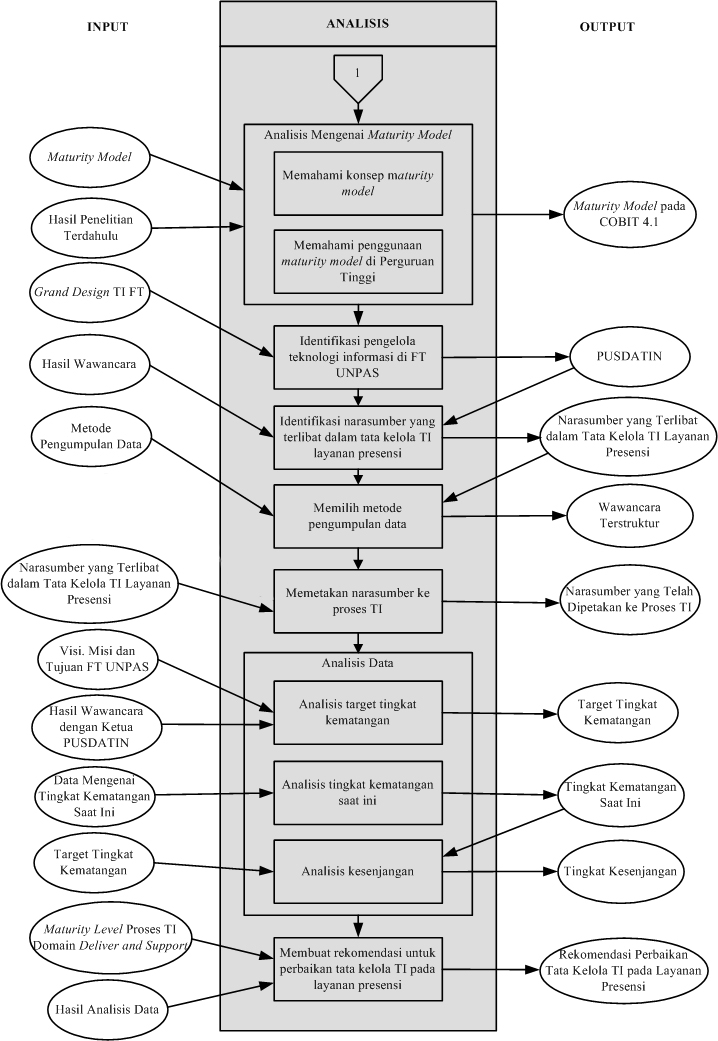 INPUT
ANALISIS
OUTPUT
1
Analisis Mengenai Maturity Model
Memahami konsep maturity
model
Memahami penggunaan
maturity model di Perguruan
Tinggi
Maturity Model
Hasil Penelitian
Terdahulu
Maturity Model pada
COBIT 4.1
Grand Design TI FT
Identifikasi pengelola
teknologi informasi di FT
UNPAS
PUSDATIN
Hasil Wawancara
Identifikasi narasumber yang
terlibat dalam tata kelola TI
layanan presensi
Narasumber yang Terlibat
dalam Tata Kelola TI Layanan
Presensi
Metode
Pengumpulan Data
Memilih metode
pengumpulan data
Wawancara
Terstruktur
Narasumber yang Terlibat
dalam Tata Kelola TI Layanan
Presensi
Memetakan narasumber ke
proses TI
Narasumber yang Telah
Dipetakan ke Proses TI
Analisis Data
Visi. Misi dan
Tujuan FT UNPAS
Hasil Wawancara
dengan Ketua
PUSDATIN
Analisis target tingkat
kematangan
Target Tingkat
Kematangan
Data Mengenai
Tingkat Kematangan
Saat Ini
Analisis tingkat kematangan
saat ini
Tingkat Kematangan
Saat Ini
Target Tingkat
Kematangan
Analisis kesenjangan
Tingkat Kesenjangan
Maturity Level Proses TI
Domain Deliver and Support
Hasil Analisis Data
Membuat rekomendasi untuk
perbaikan tata kelola TI pada
layanan presensi
Rekomendasi Perbaikan
Tata Kelola TI pada Layanan
Presensi